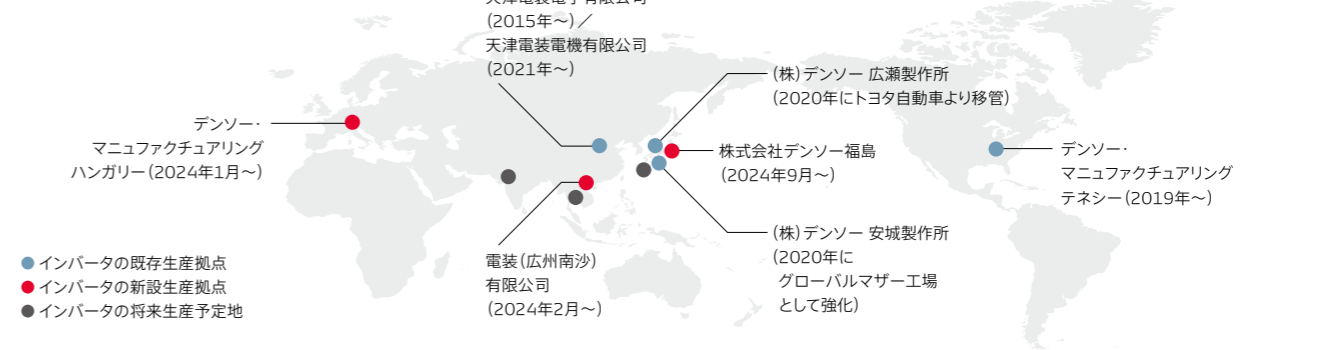 天津電装電子有限公司
(2015年〜)／
天津電装電機有限公司
(2021年〜)
(株)デンソー 広瀬製作所
(2020年にトヨタ自動車より移管)
デンソー・
マニュファクチュアリング
ハンガリー(2024年1月〜)
株式会社デンソー福島
(2024年9月〜)
デンソー・
マニュファクチュアリング
テネシー(2019年〜)
(株)デンソー 安城製作所
(2020年に
グローバルマザー工場
として強化)
電装(広州南沙)
有限公司
(2024年2月〜)
インバータの既存生産拠点
インバータの新設生産拠点
インバータの将来生産予定地